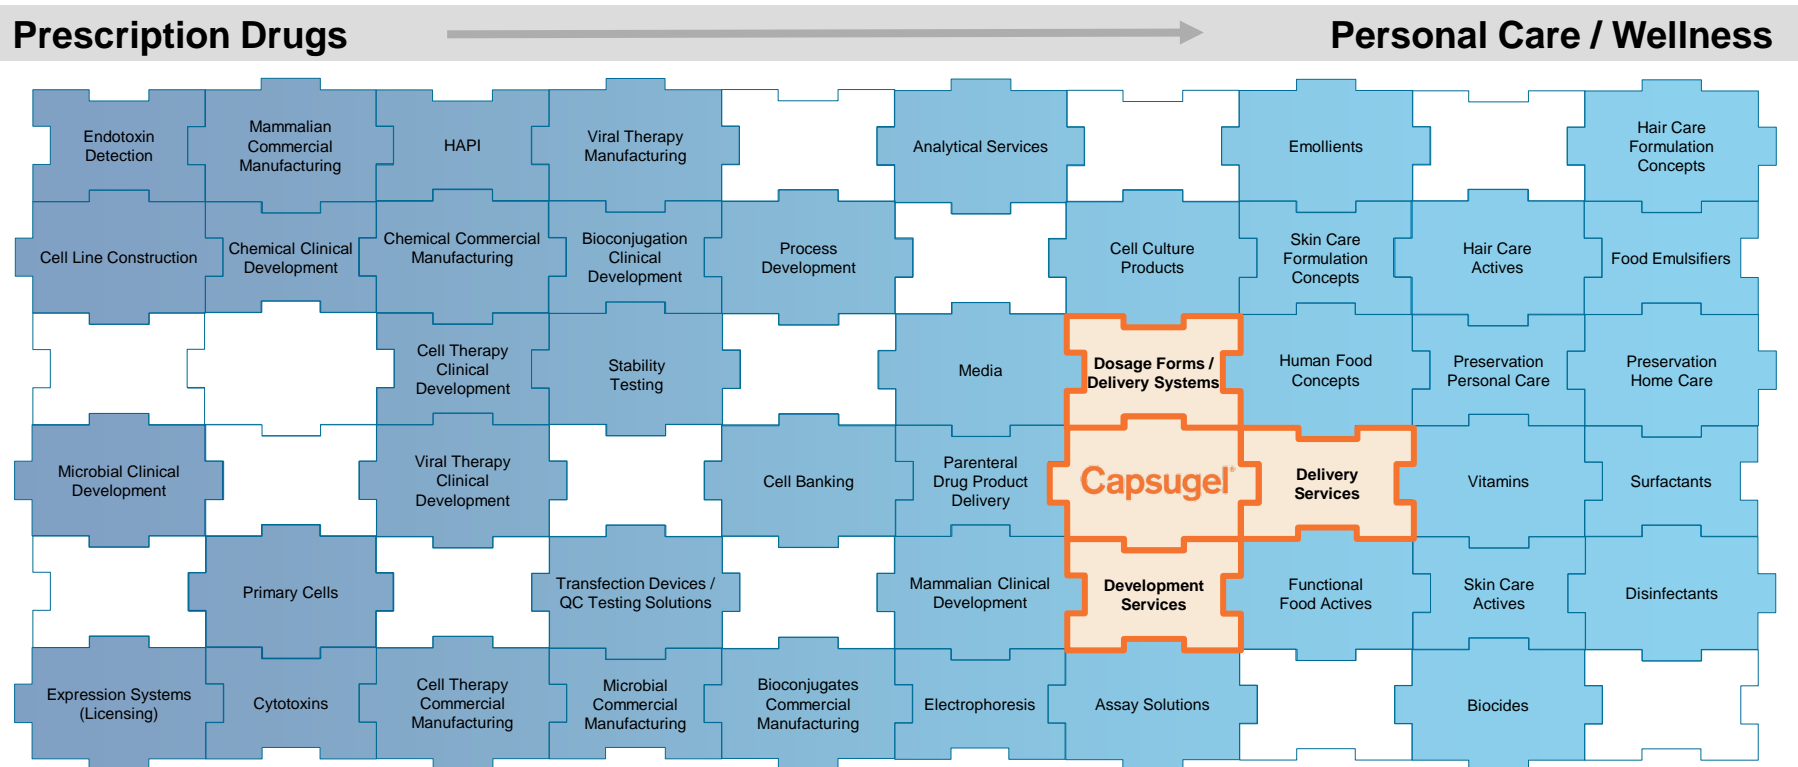 Prescription Drugs
Personal Care / Wellness
Endotoxin
Detection
Mammalian
Commercial
Manufacturing
HAPI
Viral Therapy
Manufacturing
Analytical Services
Emollients
Hair Care
Formulation
Concepts
Cell Line Construction
Chemical Clinical
Development
Chemical Commercial
Manufacturing
Bioconjugation
Clinical
Development
Process
Development
Cell Culture
Products
Skin Care
Formulation
Concepts
Hair Care
Actives
Food Emulsifiers
Cell Therapy
Clinical
Development
Stability
Testing
Media
Dosage Forms /
Delivery Systems
Human Food
Concepts
Preservation
Personal Care
Preservation
Home Care
Microbial Clinical
Development
Viral Therapy
Clinical
Development
Cell Banking
Parenteral
Drug Product
Delivery
Capsugel®
Delivery
Services
Vitamins
Surfactants
Primary Cells
Transfection Devices /
QC Testing Solutions
Mammalian Clinical
Development
Development
Services
Functional
Food Actives
Skin Care
Actives
Disinfectants
Expression Systems
(Licensing)
Cytotoxins
Cell Therapy
Commercial
Manufacturing
Microbial
Commercial
Manufacturing
Bioconjugates
Commercial
Manufacturing
Electrophoresis
Assay Solutions
Biocides